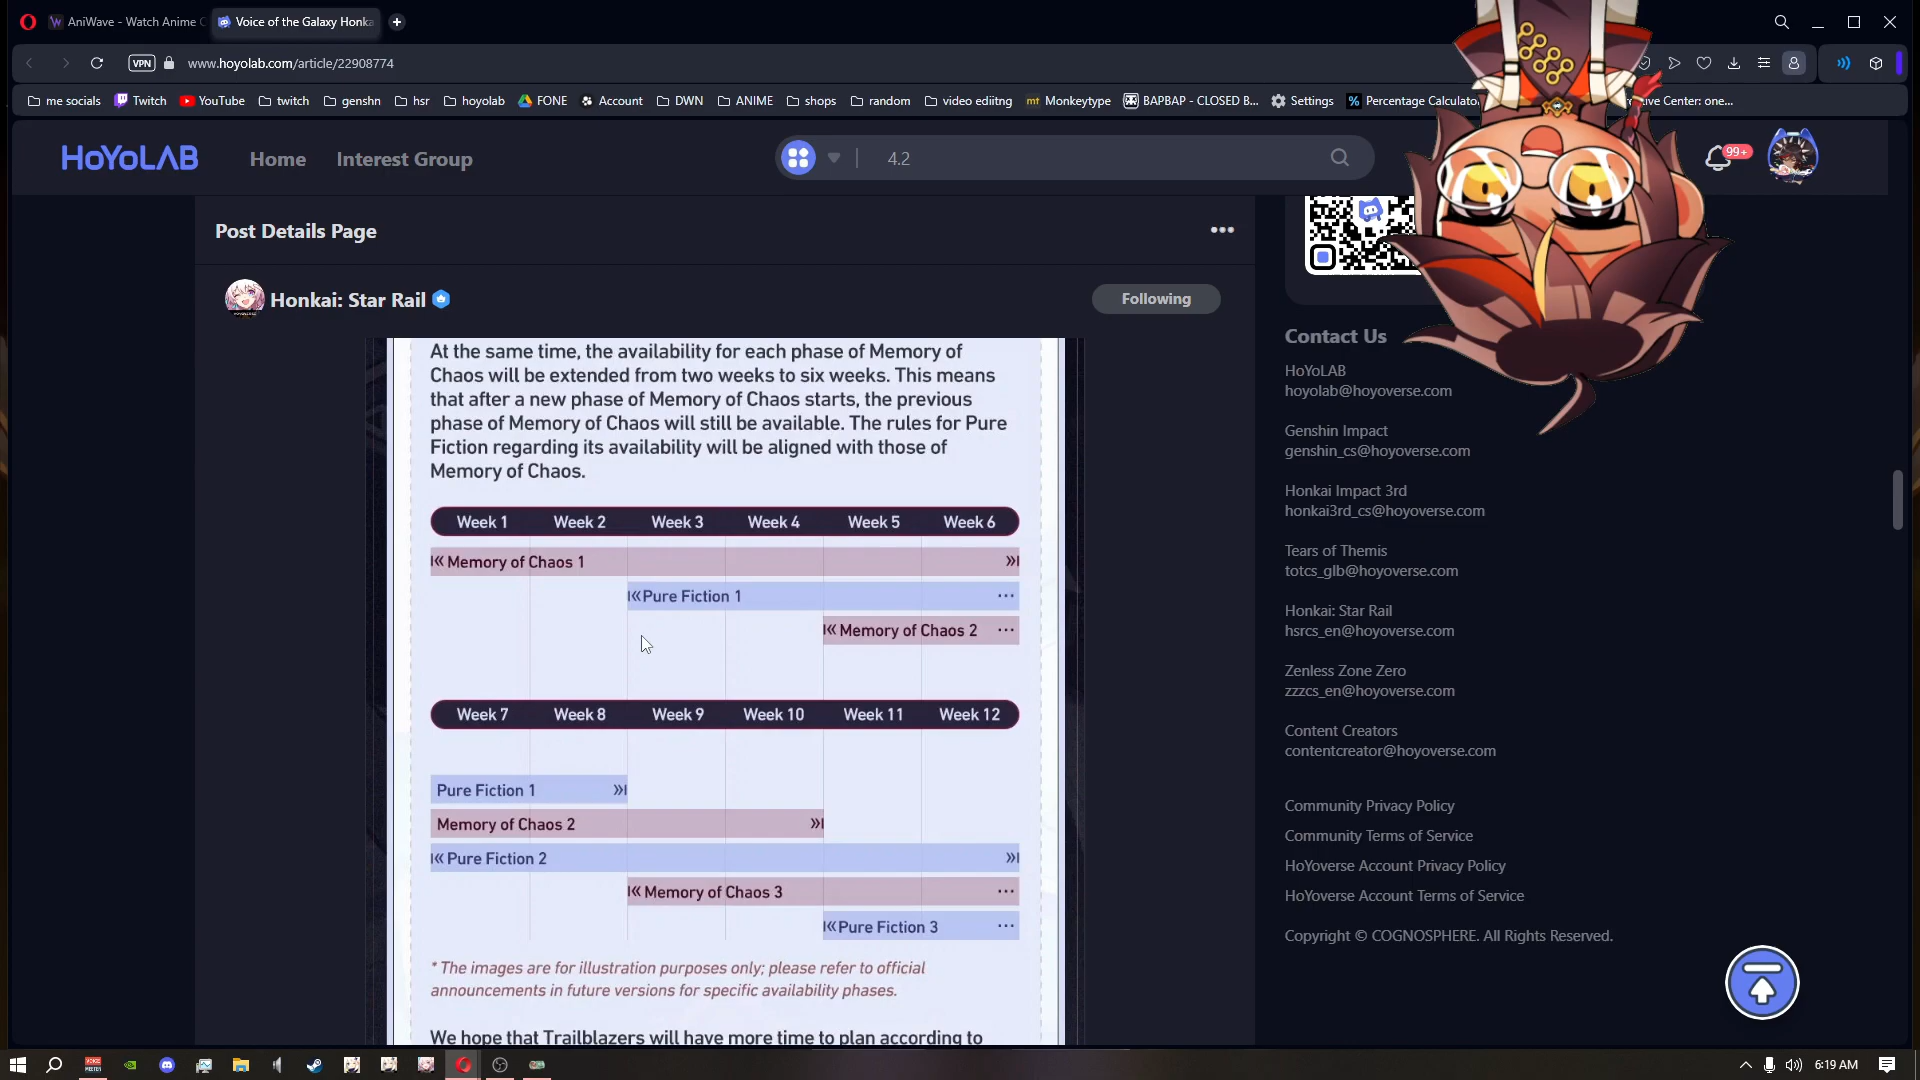 AniWave - Watch Anime
Voice of the Galaxy Honka
VPN
www.hoyolab.com/article/22908774
me socials
Twitch
YouTube
twitch
genshn
hsr
hoyolab
FONE
Account
DWN
ANIME
shops
random
video ediitng
mt
Monkeytype
BAPBAP - CLOSED B...
Settings
%
Percentage Calculato
Center: one...
HoYoLAB
Home
Interest Group
4.2
99+
Post Details Page
Honkai: Star Rail
Following
At the same time, the availability for each phase of Memory of
Chaos will be extended from two weeks to six weeks. This means
that after a new phase of Memory of Chaos starts, the previous
phase of Memory of Chaos will still be available. The rules for Pure
Fiction regarding its availability will be aligned with those of
Memory of Chaos.
Week 1 Week 2 Week 3 Week 4 Week 5 Week 6
Memory of Chaos 1
Pure Fiction 1 ...
Memory of Chaos 2 ...
Week 7 Week 8 Week 9 Week 10 Week 11 Week 12
Pure Fiction 1
Memory of Chaos 2
Pure Fiction 2
Memory of Chaos 3 ...
Pure Fiction 3 ...
* The images are for illustration purposes only; please refer to official
announcements in future versions for specific availability phases.
We hope that Trailblazers will have more time to plan according to
Contact Us
HoYoLAB
hoyolab@hoyoverse.com
Genshin Impact
genshin_cs@hoyoverse.com
Honkai Impact 3rd
honkai3rd_cs@hoyoverse.com
Tears of Themis
totcs_glb@hoyoverse.com
Honkai: Star Rail
hsrcs_en@hoyoverse.com
Zenless Zone Zero
zzzcs_en@hoyoverse.com
Content Creators
contentcreator@hoyoverse.com
Community Privacy Policy
Community Terms of Service
HoYoverse Account Privacy Policy
HoYoverse Account Terms of Service
Copyright © COGNOSPHERE. All Rights Reserved.
6:19 AM